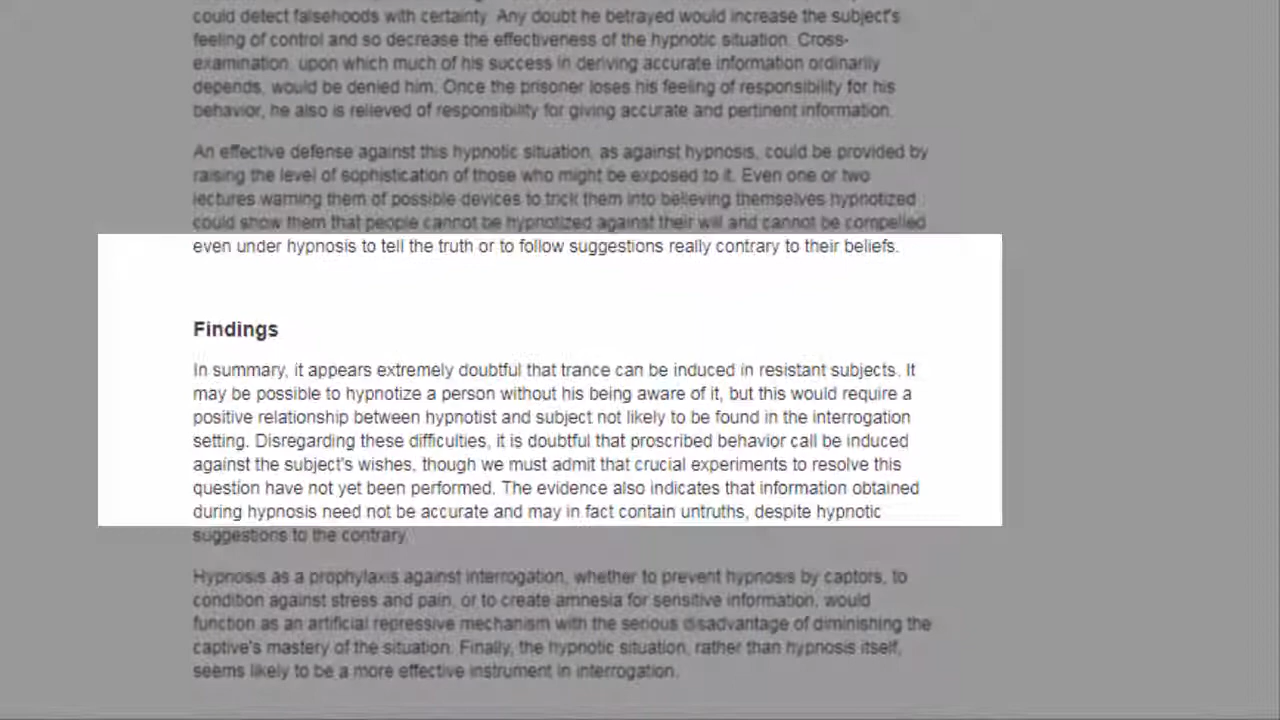 could detect falsehoods with certainty. Any doubt he betrayed would increase the subject's
feeling of control and so decrease the effectiveness of the hypnotic situation. Cross-
examination, upon which much of his success in deriving accurate information ordinarily
depends, would be denied him. Once the prisoner loses his feeling of responsibility for his
behavior, he also is relieved of responsibility for giving accurate and pertinent information.
An effective defense against this hypnotic situation, as against hypnosis, could be provided by
raising the level of sophistication of those who might be exposed to it. Even one or two
lectures warning them of possible devices to trick them into believing themselves hypnotized
could show them that people cannot be hypnotized against their will and cannot be compelled
even under hypnosis to tell the truth or to follow suggestions really contrary to their beliefs.
Findings
In summary, it appears extremely doubtful that trance can be induced in resistant subjects. It
may be possible to hypnotize a person without his being aware of it, but this would require a
positive relationship between hypnotist and subject not likely to be found in the interrogation
setting. Disregarding these difficulties, it is doubtful that proscribed behavior call be induced
against the subject's wishes, though we must admit that crucial experiments to resolve this
question have not yet been performed. The evidence also indicates that information obtained
during hypnosis need not be accurate and may in fact contain untruths, despite hypnotic
suggestions to the contrary.
Hypnosis as a prophylaxis against interrogation, whether to prevent hypnosis by captors, to
condition against stress and pain, or to create amnesia for sensitive information, would
function as an artificial repressive mechanism with the serious disadvantage of diminishing the
captive's mastery of the situation. Finally, the hypnotic situation, rather than hypnosis itself,
seems likely to be a more effective instrument in interrogation.